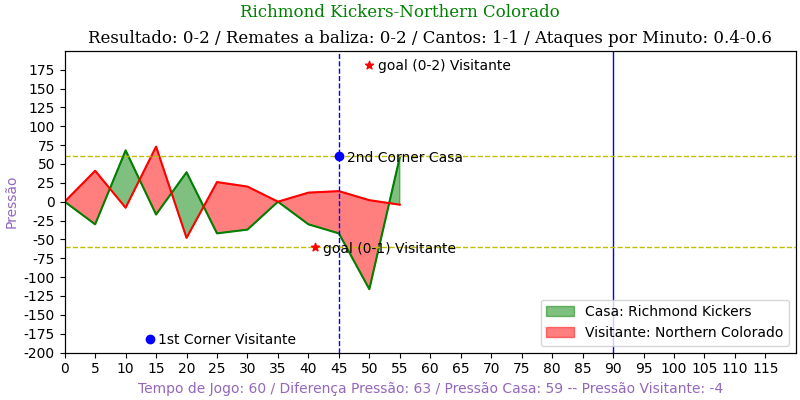 Richmond Kickers-Northern Colorado
Resultado: 0-2 / Remates a baliza: 0-2 / Cantos: 1-1 / Ataques por Minuto: 0.4-0.6
175
150
125
100
75
50
25
0
-25
-50
-75
-100
-125
-150
-175
-200
Pressão
goal (0-2) Visitante
2nd Corner Casa
goal (0-1) Visitante
1st Corner Visitante
Casa: Richmond Kickers
Visitante: Northern Colorado
0 5 10 15 20 25 30 35 40 45 50 55 60 65 70 75 80 85 90 95 100 105 110 115
Tempo de Jogo: 60 / Diferença Pressão: 63 / Pressão Casa: 59 -- Pressão Visitante: -4